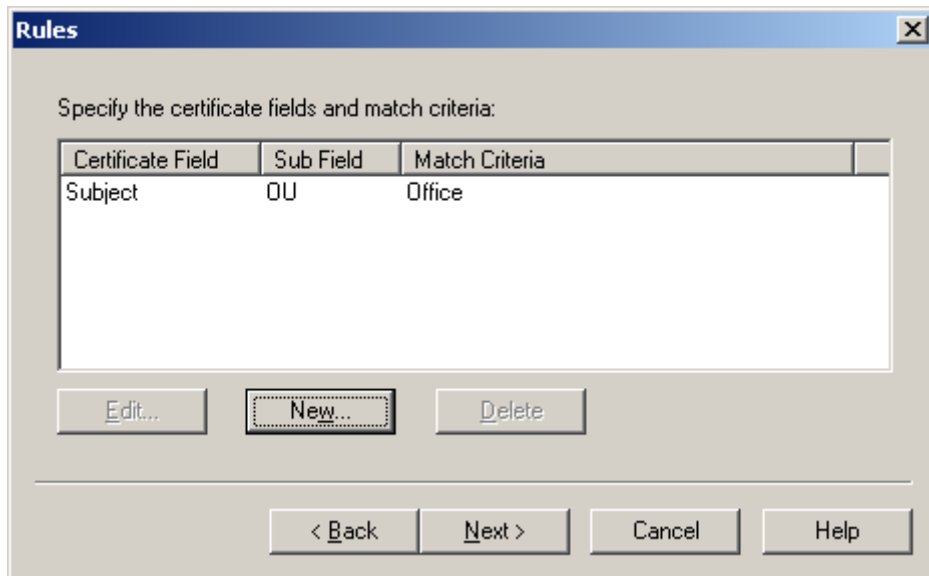 Rules
Specify the certificate fields and match criteria:
Certificate Field Sub Field Match Criteria
Subject OU Office
Edit... New... Delete
< Back Next > Cancel Help